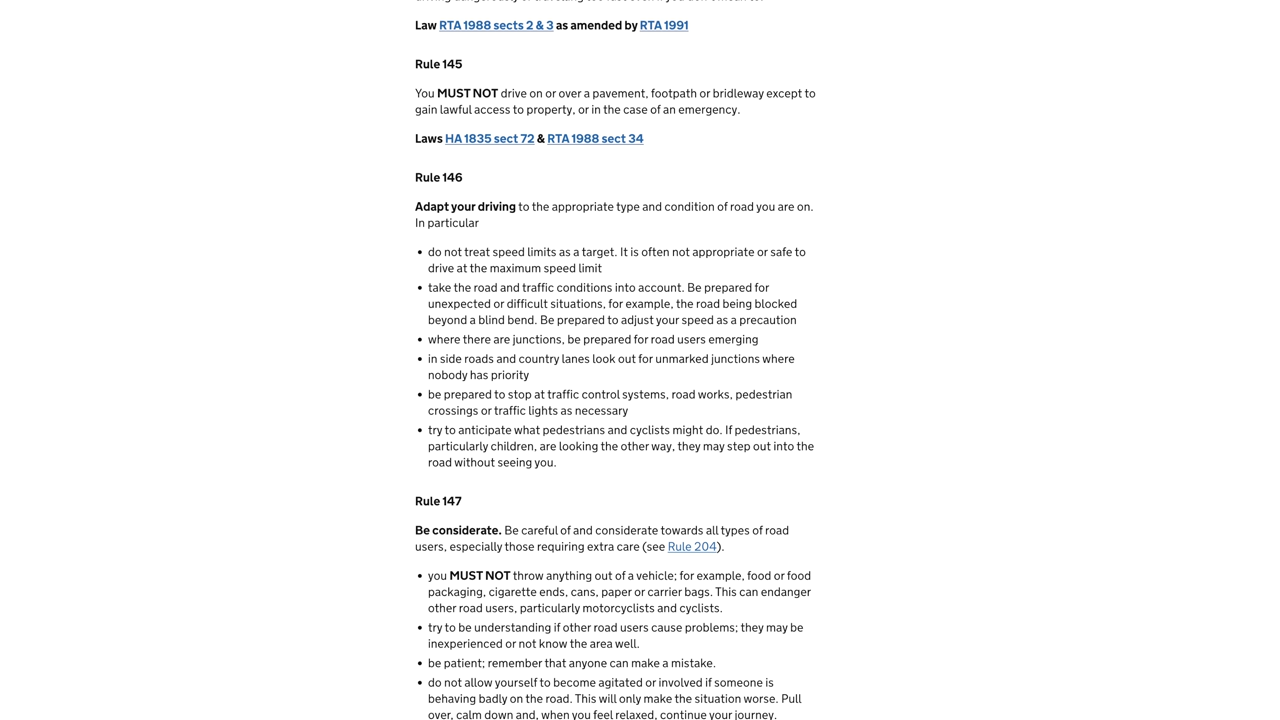 Law RTA 1988 sects 2 & 3 as amended by RTA 1991
Rule 145
You MUST NOT drive on or over a pavement, footpath or bridleway except to
gain lawful access to property, or in the case of an emergency.
Laws HA 1835 sect 72 & RTA 1988 sect 34
Rule 146
Adapt your driving to the appropriate type and condition of road you are on.
In particular
• do not treat speed limits as a target. It is often not appropriate or safe to
drive at the maximum speed limit
• take the road and traffic conditions into account. Be prepared for
unexpected or difficult situations, for example, the road being blocked
beyond a blind bend. Be prepared to adjust your speed as a precaution
• where there are junctions, be prepared for road users emerging
• in side roads and country lanes look out for unmarked junctions where
nobody has priority
• be prepared to stop at traffic control systems, road works, pedestrian
crossings or traffic lights as necessary
• try to anticipate what pedestrians and cyclists might do. If pedestrians,
particularly children, are looking the other way, they may step out into the
road without seeing you.
Rule 147
Be considerate. Be careful of and considerate towards all types of road
users, especially those requiring extra care (see Rule 204).
• you MUST NOT throw anything out of a vehicle; for example, food or food
packaging, cigarette ends, cans, paper or carrier bags. This can endanger
other road users, particularly motorcyclists and cyclists.
• try to be understanding if other road users cause problems; they may be
inexperienced or not know the area well.
• be patient; remember that anyone can make a mistake.
• do not allow yourself to become agitated or involved if someone is
behaving badly on the road. This will only make the situation worse. Pull
over, calm down and, when you feel relaxed, continue your journey.